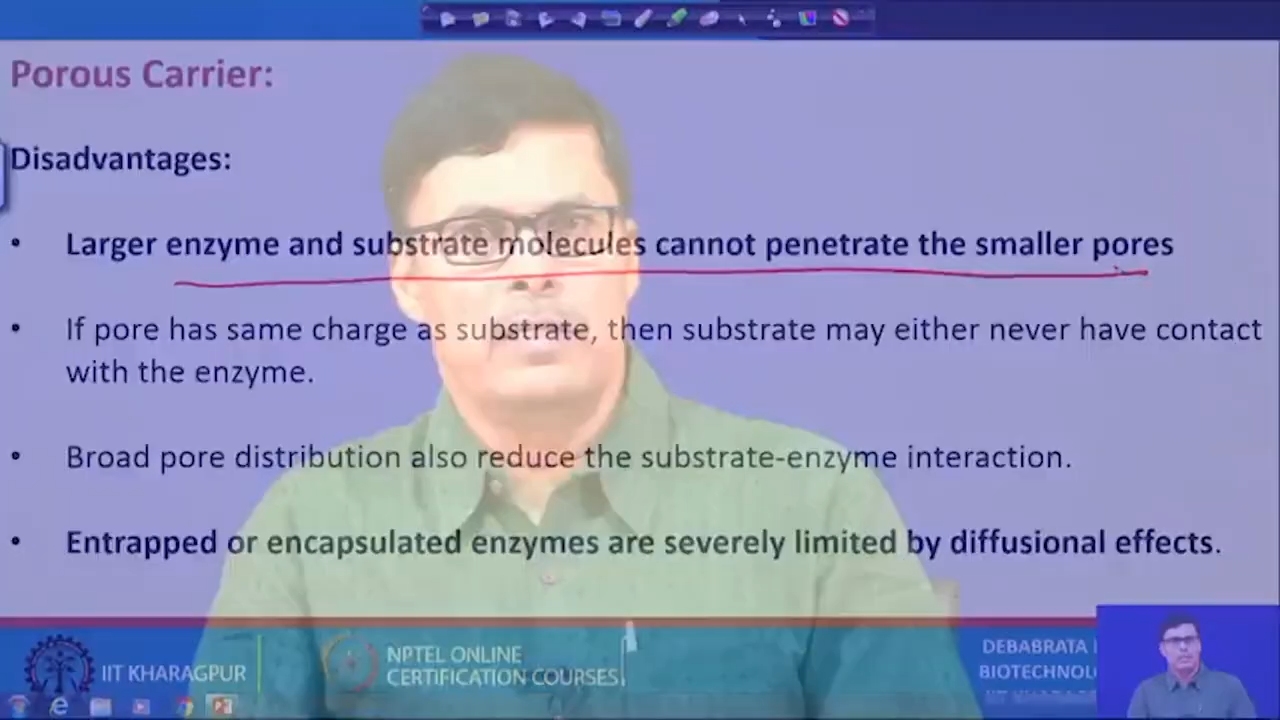 Porous Carrier:
Disadvantages:
• Larger enzyme and substrate molecules cannot penetrate the smaller pores
• If pore has same charge as substrate, then substrate may either never have contact
with the enzyme.
• Broad pore distribution also reduce the substrate-enzyme interaction.
• Entrapped or encapsulated enzymes are severely limited by diffusional effects.
IIT KHARAGPUR
NPTEL ONLINE
CERTIFICATION COURSES
DEBABRATA
BIOTECHNOL